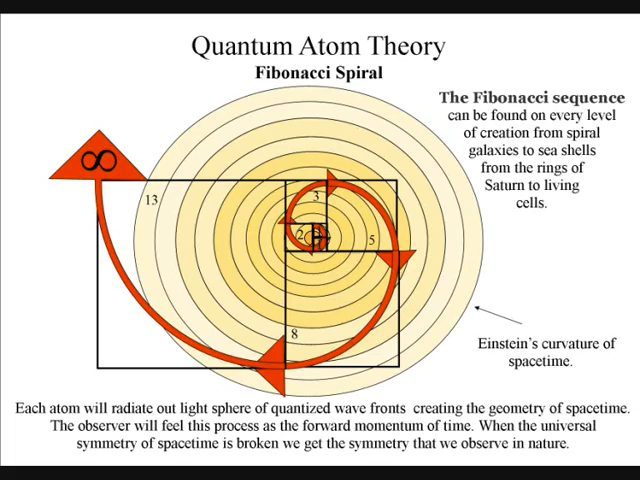 Quantum Atom Theory
Fibonacci Spiral
The Fibonacci sequence
can be found on every level
of creation from spiral
galaxies to sea shells
from the rings of
Saturn to living
cells.
∞
13
3
2
5
8
Einstein's curvature of
spacetime.
Each atom will radiate out light sphere of quantized wave fronts creating the geometry of spacetime.
The observer will feel this process as the forward momentum of time. When the universal
symmetry of spacetime is broken we get the symmetry that we observe in nature.